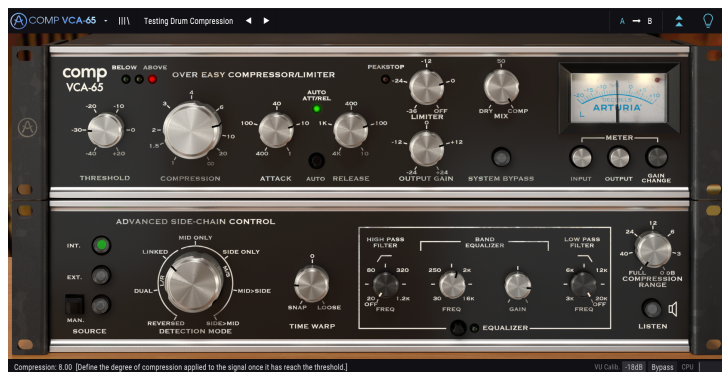 COMP VCA-65
Testing Drum Compression
A → B
comp
VCA-65
BELOW ABOVE
OVER EASY COMPRESSOR/LIMITER
-20 -10
-30 0
-40 +20
THRESHOLD
4
3 6
2 10
1.5 20
∞
COMPRESSION
40
100 10
400 1
ATTACK
AUTO
ATT/REL
AUTO
400
1K 100
4K 10
RELEASE
PEAKSTOP
-12
-24 0
-36 OFF
LIMITER
0
-12 +12
-24 +24
OUTPUT GAIN
50
DRY COMP
MIX
SYSTEM BYPASS
ARTURIA
L
METER
INPUT OUTPUT GAIN
CHANGE
ADVANCED SIDE-CHAIN CONTROL
INT.
EXT.
MAN.
SOURCE
MID ONLY
LINKED SIDE ONLY
L/R M/S
DUAL MID>SIDE
REVERSED SIDE>MID
DETECTION MODE
0
SNAP LOOSE
TIME WARP
HIGH PASS
FILTER
80 320
20 1.2K
OFF
FREQ
BAND
EQUALIZER
250 2k
30 16k
FREQ
GAIN
LOW PASS
FILTER
6k 12k
3k 20K
OFF
FREQ
EQUALIZER
12
24 6
40 3
FULL 0 dB
COMPRESSION
RANGE
LISTEN
Compression: 8.00 [Define the degree of compression applied to the signal once it has reach the threshold.]
VU Calib. -18dB Bypass CPU